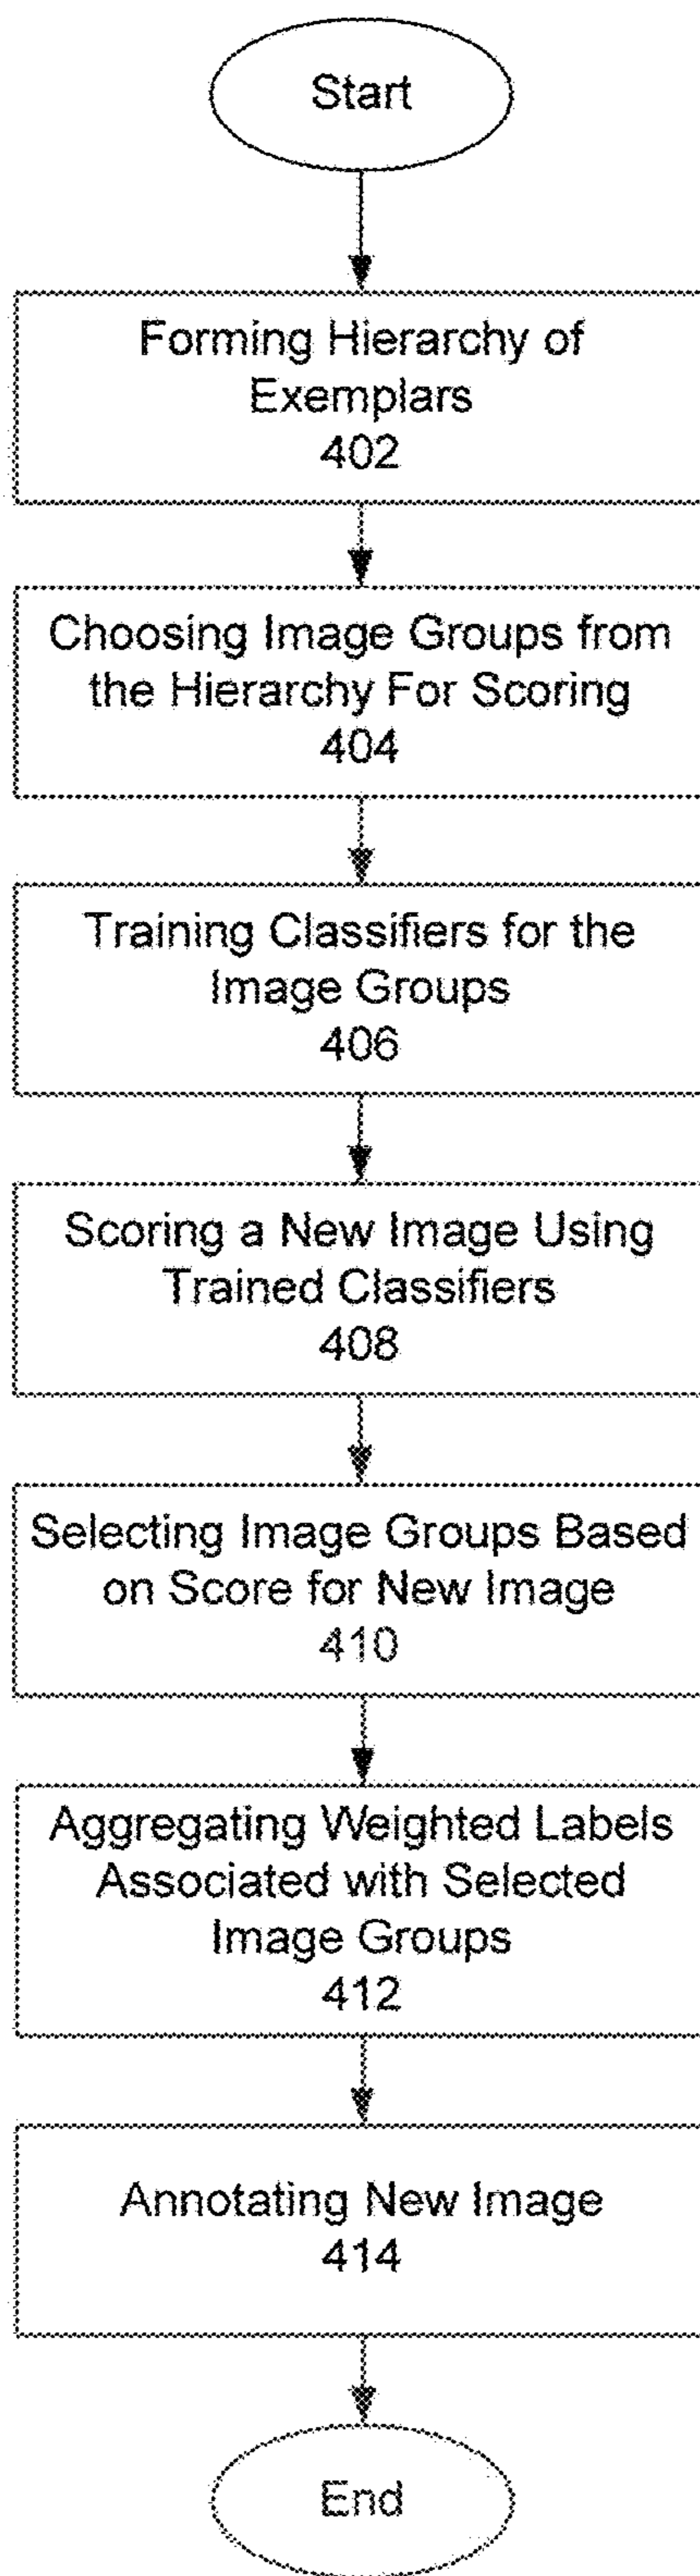 Start
Forming Hierarchy of
Exemplars
402
Choosing Image Groups from
the Hierarchy For Scoring
404
Training Classifiers for the
Image Groups
406
Scoring a New Image Using
Trained Classifiers
408
Selecting Image Groups Based
on Score for New Image
410
Aggregating Weighted Labels
Associated with Selected
Image Groups
412
Annotating New Image
414
End